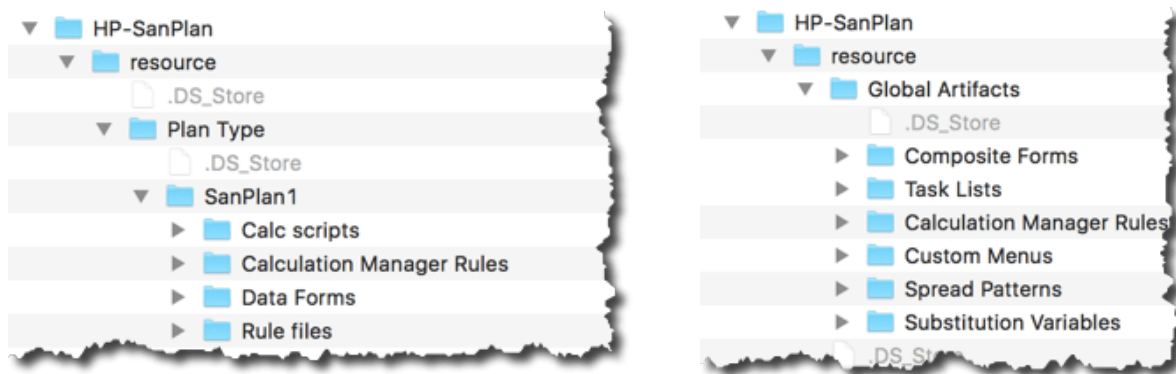 HP-SanPlan
resource
.DS_Store
Plan Type
.DS_Store
SanPlan1
Calc scripts
Calculation Manager Rules
Data Forms
Rule files
HP-SanPlan
resource
Global Artifacts
.DS_Store
Composite Forms
Task Lists
Calculation Manager Rules
Custom Menus
Spread Patterns
Substitution Variables
.DS_Store